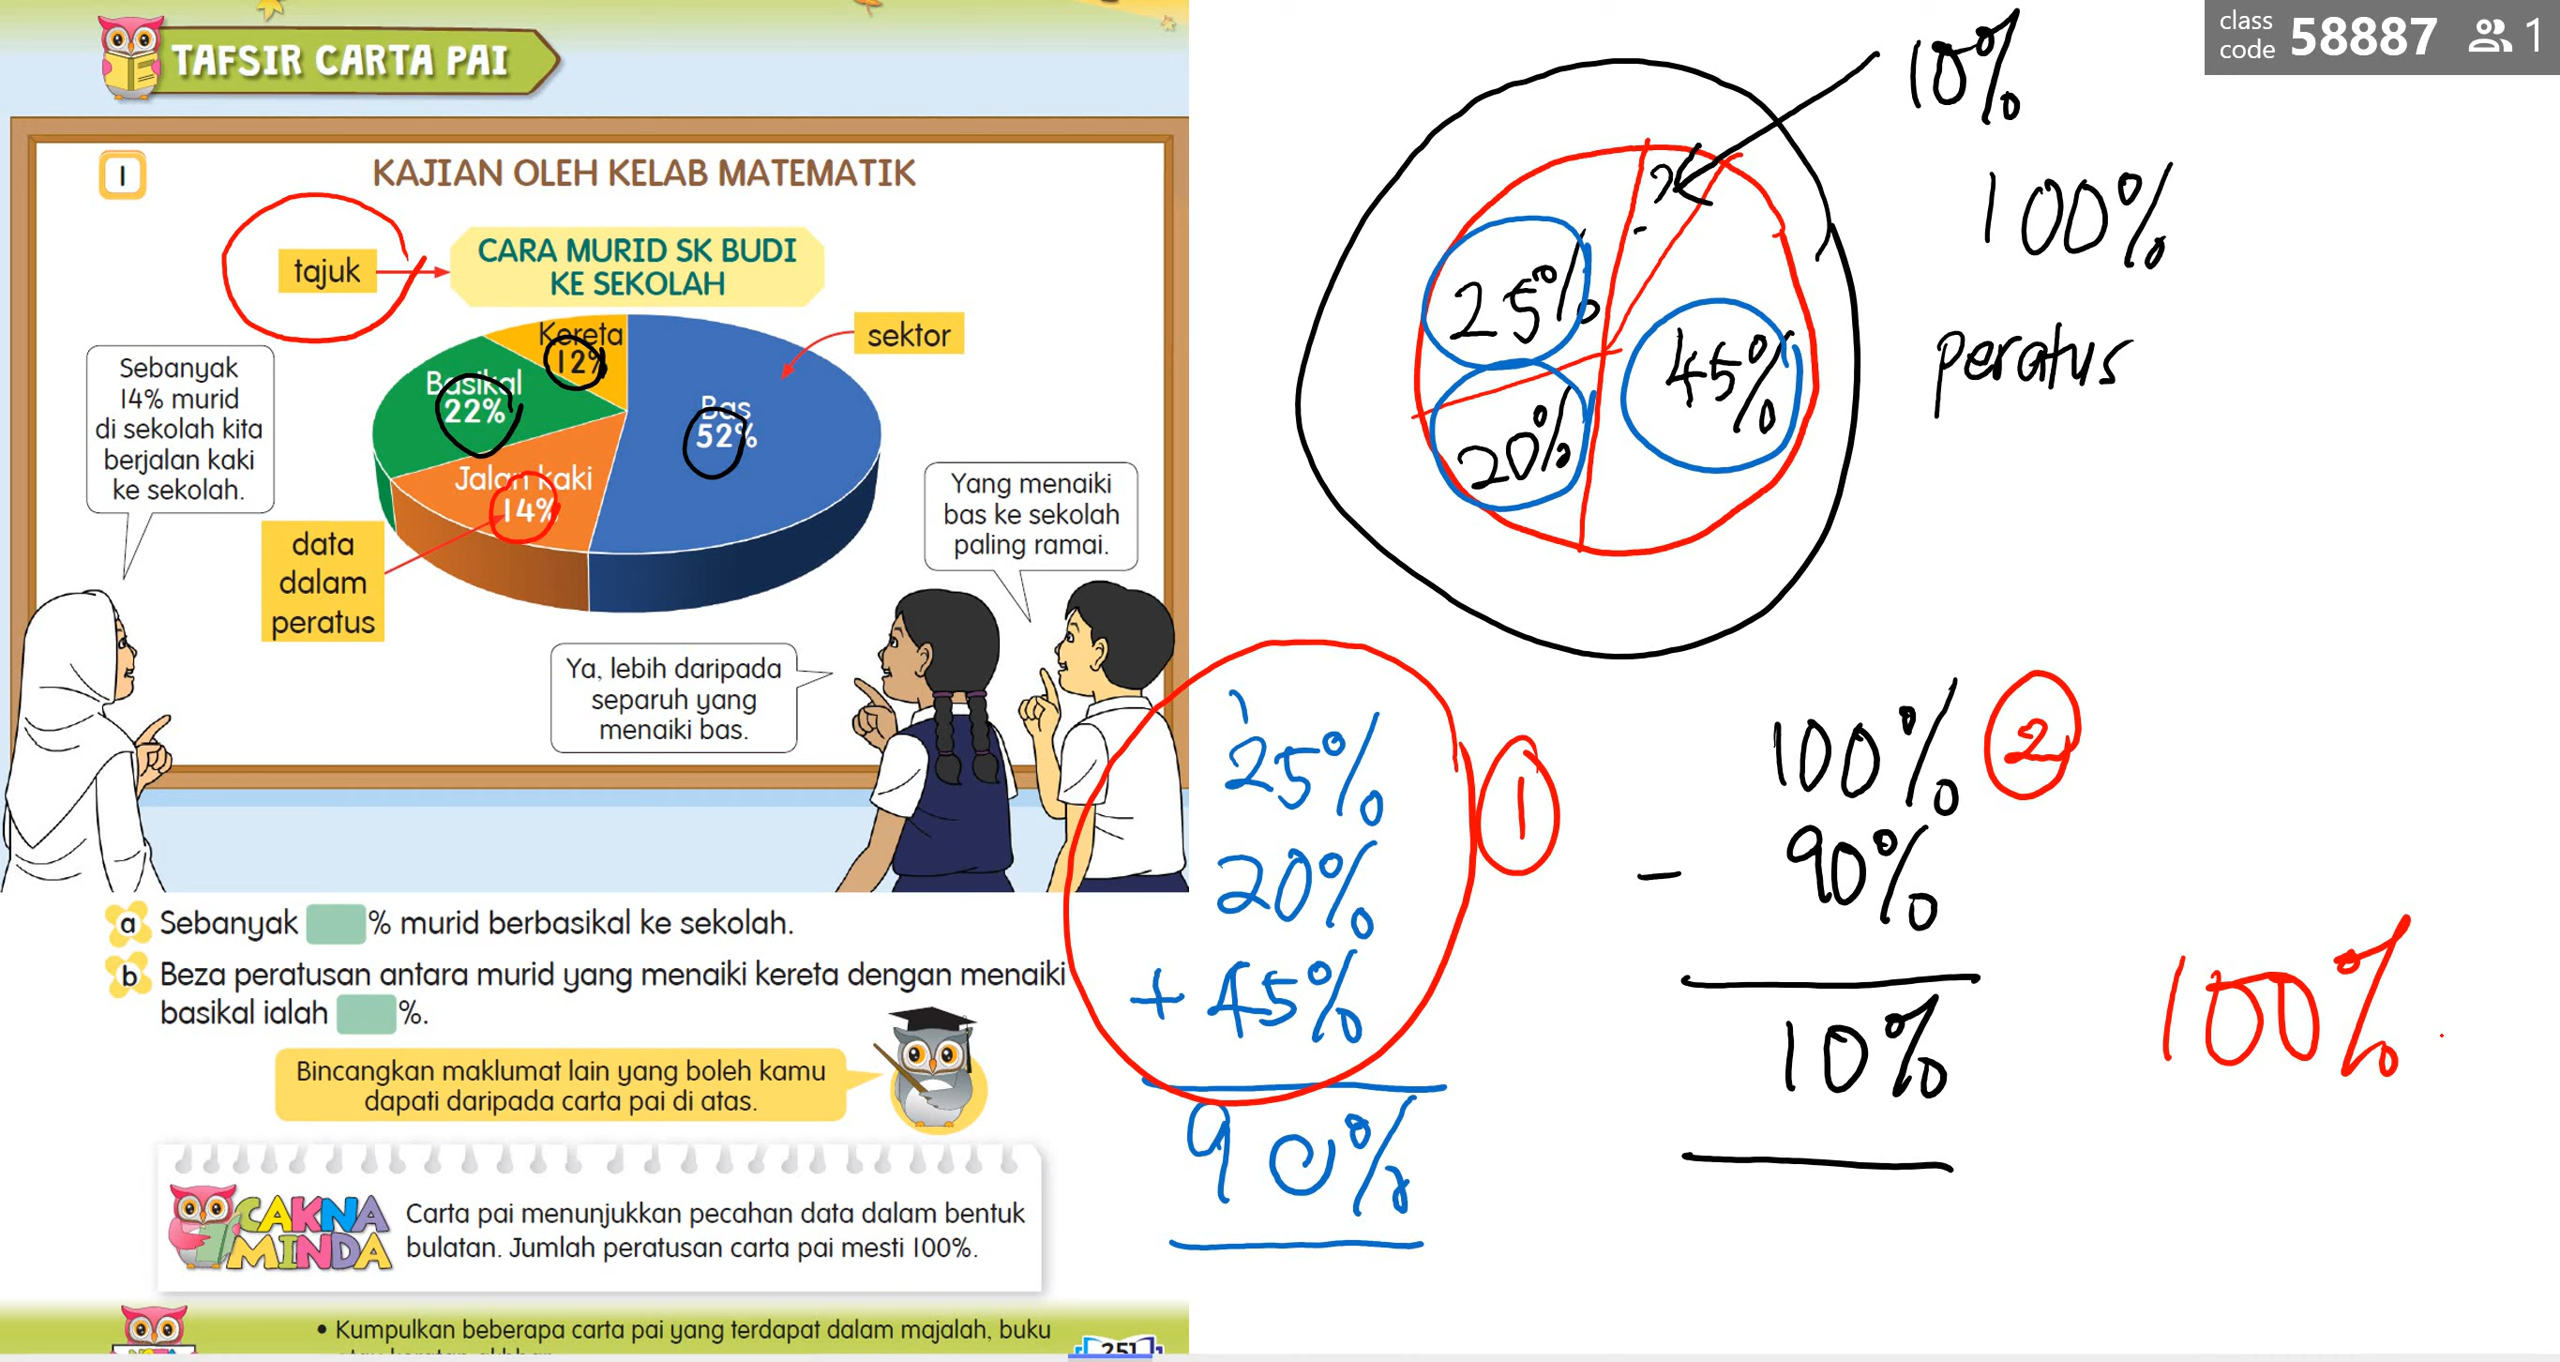 TAFSIR CARTA PAI
1
KAJIAN OLEH KELAB MATEMATIK
tajuk
CARA MURID SK BUDI
KE SEKOLAH
sektor
Kereta
12%
Basikal
22%
Bas
52%
Jalan kaki
14%
Sebanyak
14% murid
di sekolah kita
berjalan kaki
ke sekolah.
data
dalam
peratus
Yang menaiki
bas ke sekolah
paling ramai.
Ya, lebih daripada
separuh yang
menaiki bas.
a Sebanyak % murid berbasikal ke sekolah.
b Beza peratusan antara murid yang menaiki kereta dengan menaiki
basikal ialah %.
Bincangkan maklumat lain yang boleh kamu
dapati daripada carta pai di atas.
CAKNA
MINDA
Carta pai menunjukkan pecahan data dalam bentuk
bulatan. Jumlah peratusan carta pai mesti 100%.
• Kumpulkan beberapa carta pai yang terdapat dalam majalah, buku
251
class
code 58887 1
10%
100%
peratus
25%
45%
20%
1
25%
20%
+ 45%
90%
1
100%
2
- 90%
10%
100%